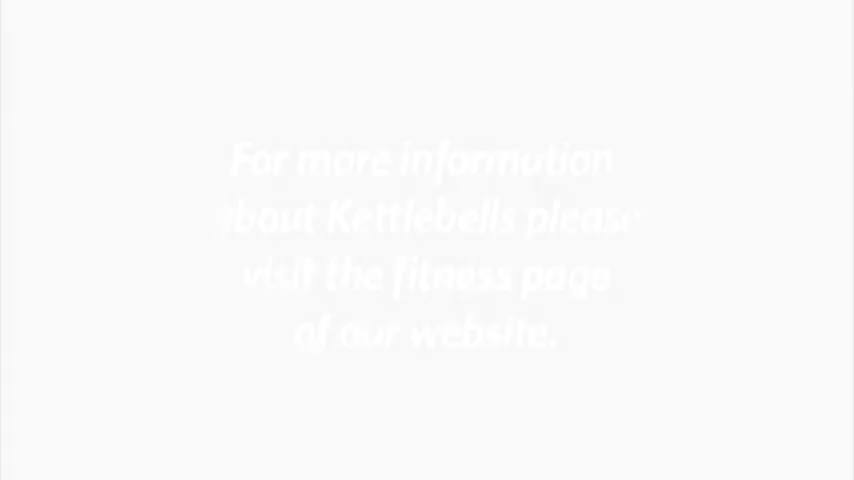 For more information
about Kettlebells please
visit the fitness page
of our website.